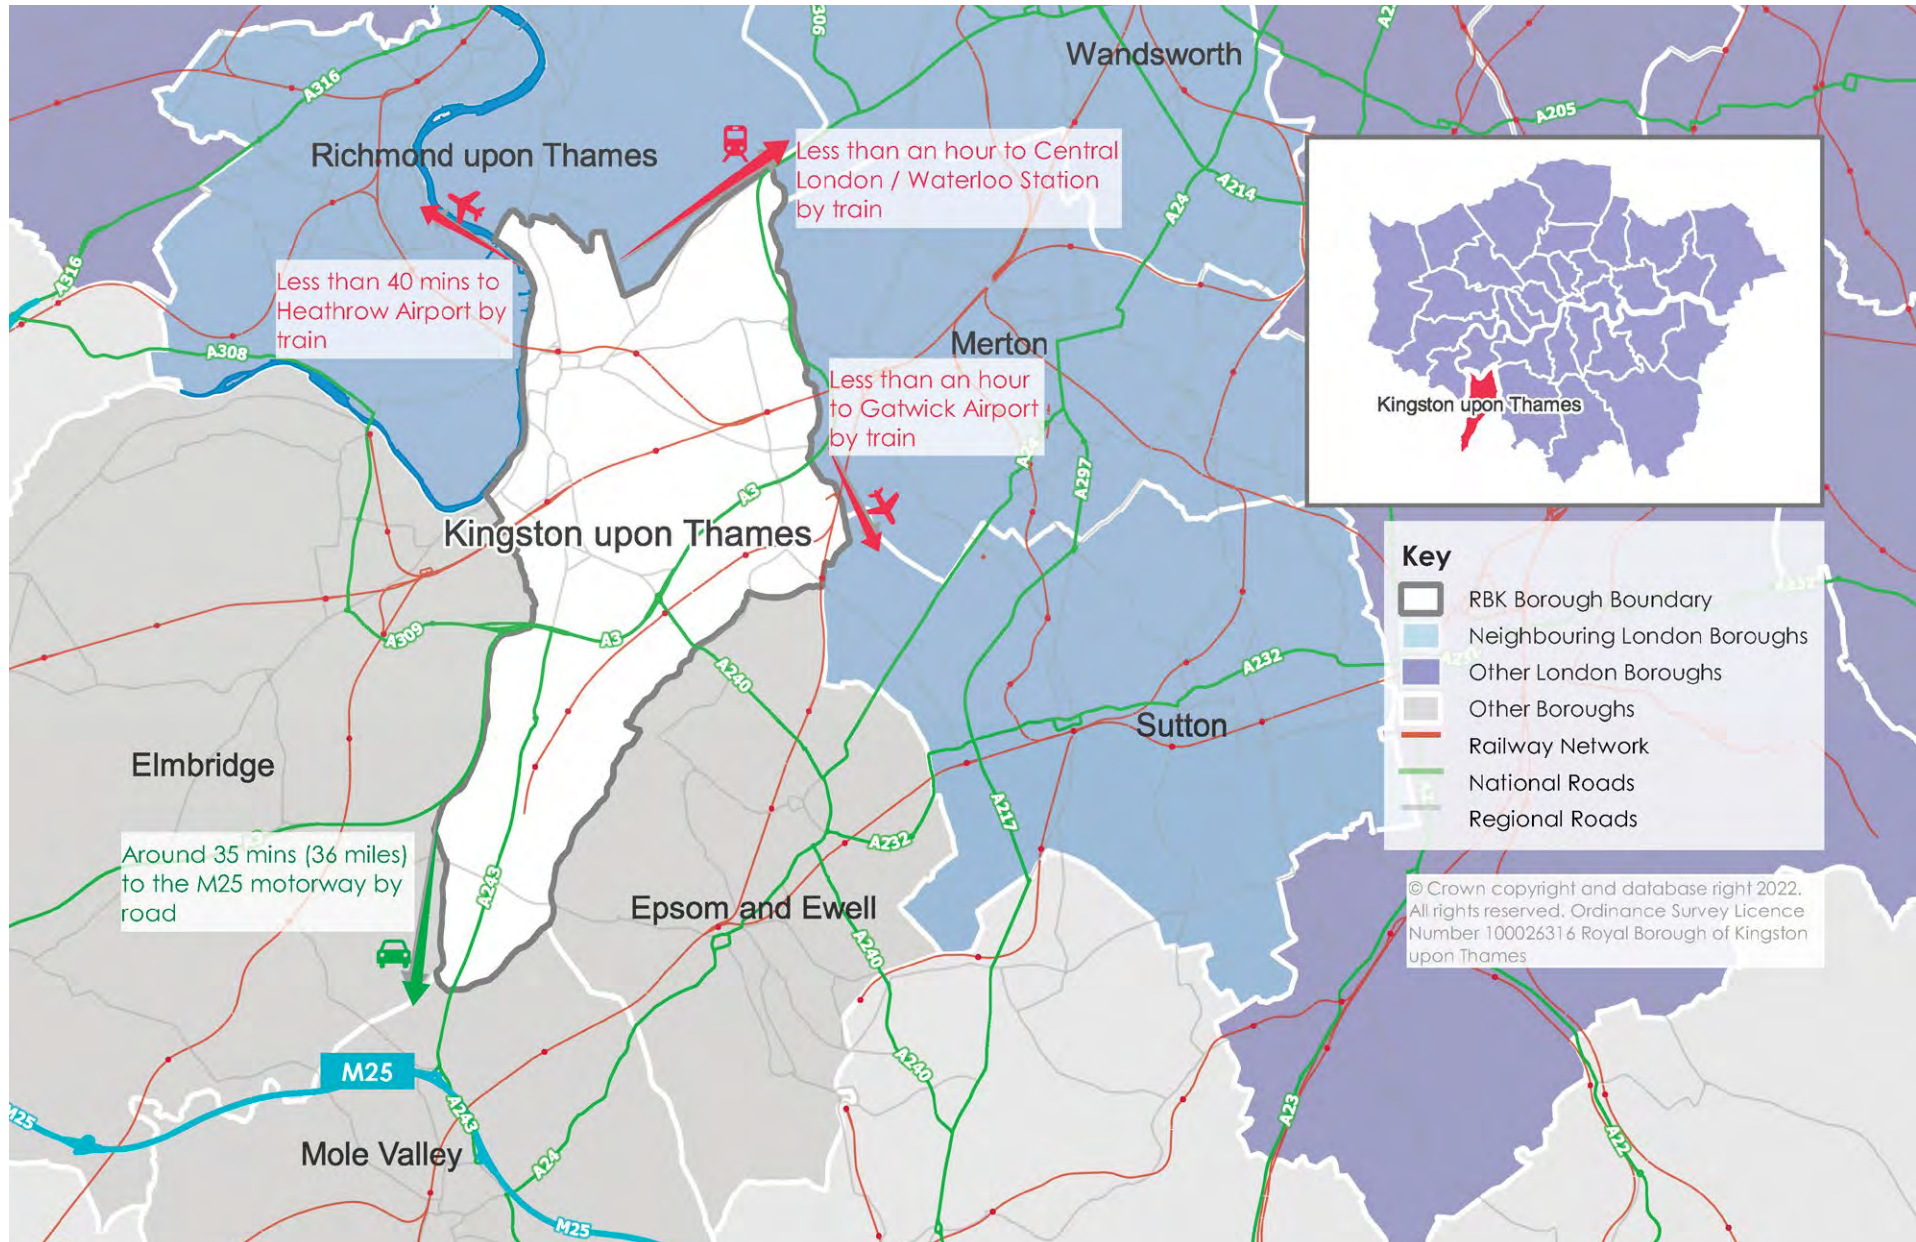 A306
A23
Wandsworth
A316
A205
Richmond upon Thames
Less than an hour to Central
London / Waterloo Station
by train
A24
A214
A316
Less than 40 mins to
Heathrow Airport by
train
A308
Merton
Less than an hour
to Gatwick Airport
by train
A24
A297
A3
Kingston upon Thames
Kingston upon Thames
Key
RBK Borough Boundary
Neighbouring London Boroughs
Other London Boroughs
Other Boroughs
Railway Network
National Roads
Regional Roads
A232
A309
A3
A240
A232
Sutton
Elmbridge
A3
Around 35 mins (36 miles)
to the M25 motorway by
road
A217
A232
A243
Epsom and Ewell
A240
© Crown copyright and database right 2022.
All rights reserved. Ordinance Survey Licence
Number 100026316 Royal Borough of Kingston
upon Thames
M25
A240
M25
A243
A23
A22
Mole Valley
A24
M25